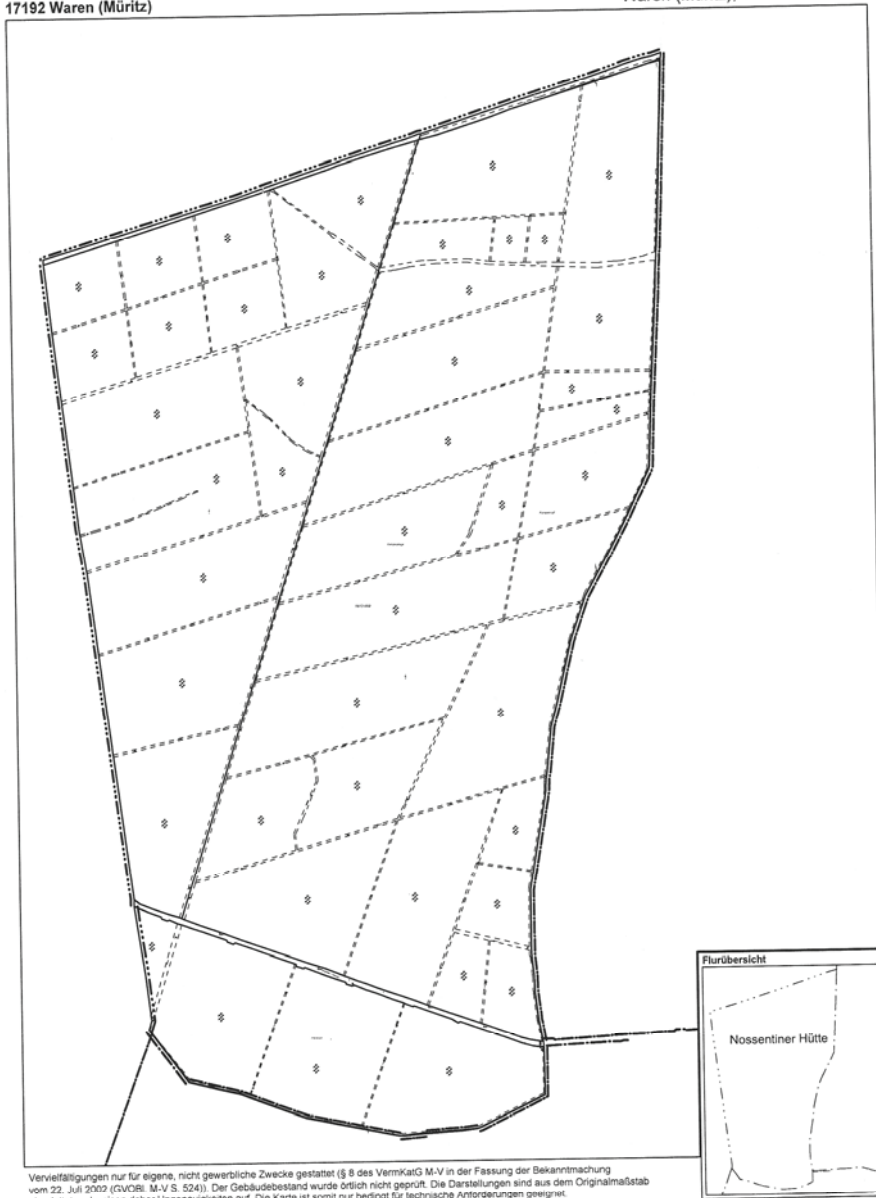 17192 Waren (Müritz)
Flurübersicht
Nossentiner Hütte
Vervielfältigungen nur für eigene, nicht gewerbliche Zwecke gestattet (§ 8 des VermKatG M-V in der Fassung der Bekanntmachung
vom 22. Juli 2002 (GVOBl. M-V S. 524)). Der Gebäudebestand wurde örtlich nicht geprüft. Die Darstellungen sind aus dem Originalmaßstab
auf. Die Karte ist somit nur bedingt für technische Anforderungen geeignet.